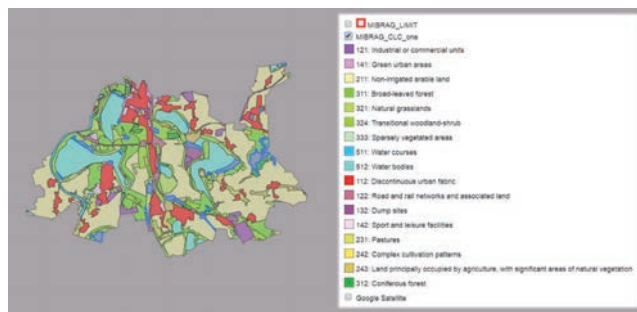 MIBRAG_LIMIT
MIBRAG_CLC_one
121: Industrial or commercial units
141: Green urban areas
211: Non-irrigated arable land
311: Broad-leaved forest
321: Natural grasslands
324: Transitional woodland-shrub
333: Sparsely vegetated areas
511: Water courses
512: Water bodies
112: Discontinuous urban fabric
122: Road and rail networks and associated land
132: Dump sites
142: Sport and leisure facilities
231: Pastures
242: Complex cultivation patterns
243: Land principally occupied by agriculture, with significant areas of natural vegetation
312: Coniferous forest
Google Satellite